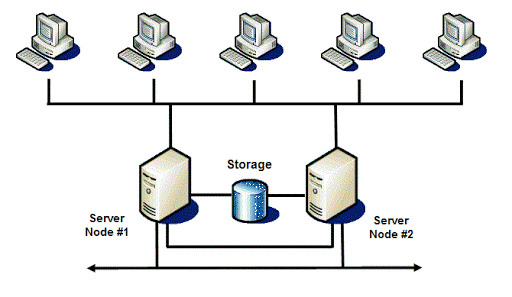 Storage
Server
Node #1
Server
Node #2